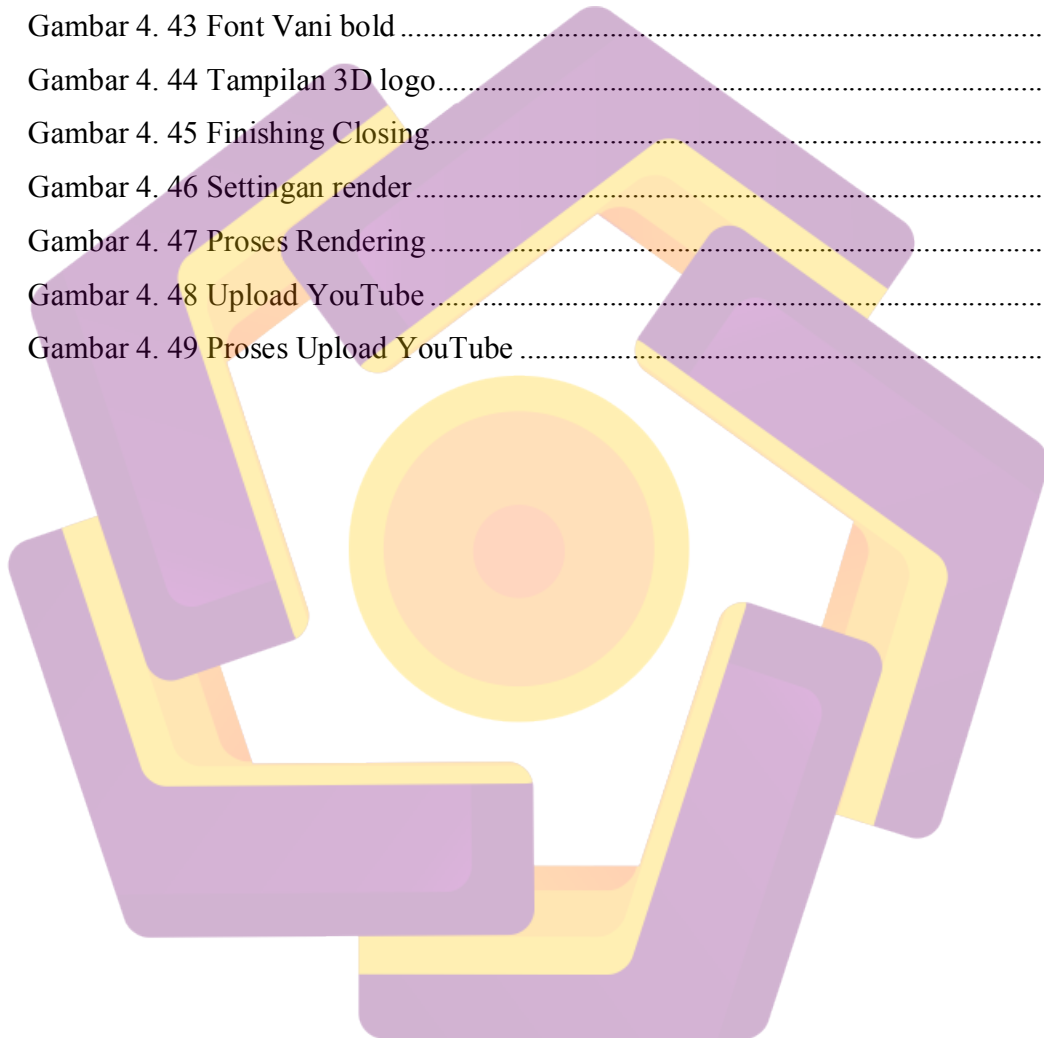 Gambar 4. 43 Font Vani bold ................................................................................
Gambar 4. 44 Tampilan 3D logo...........................................................................
Gambar 4. 45 Finishing Closing............................................................................
Gambar 4. 46 Settingan render ..............................................................................
Gambar 4. 47 Proses Rendering ............................................................................
Gambar 4. 48 Upload YouTube ............................................................................
Gambar 4. 49 Proses Upload YouTube .................................................................